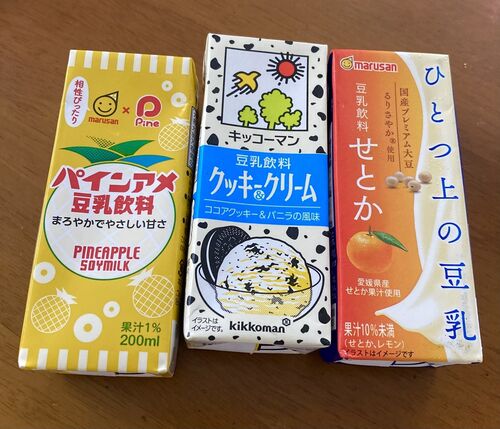 相性ぴったり
marusan
×
Pine
パインアメ
豆乳飲料
まろやかでやさしい甘さ
PINEAPPLE
SOYMILK
果汁1%
200ml
キッコーマン
豆乳飲料
クッキー&クリーム
ココアクッキー&バニラの風味
イラストは
イメージです。
kikkoman
marusan
ひとつ上の豆乳
国産プレミアム大豆
るりさやか®使用
豆乳飲料
せとか
愛媛県産
せとか果汁使用
果汁10%未満
(せとか、レモン)
イラストはイメージです